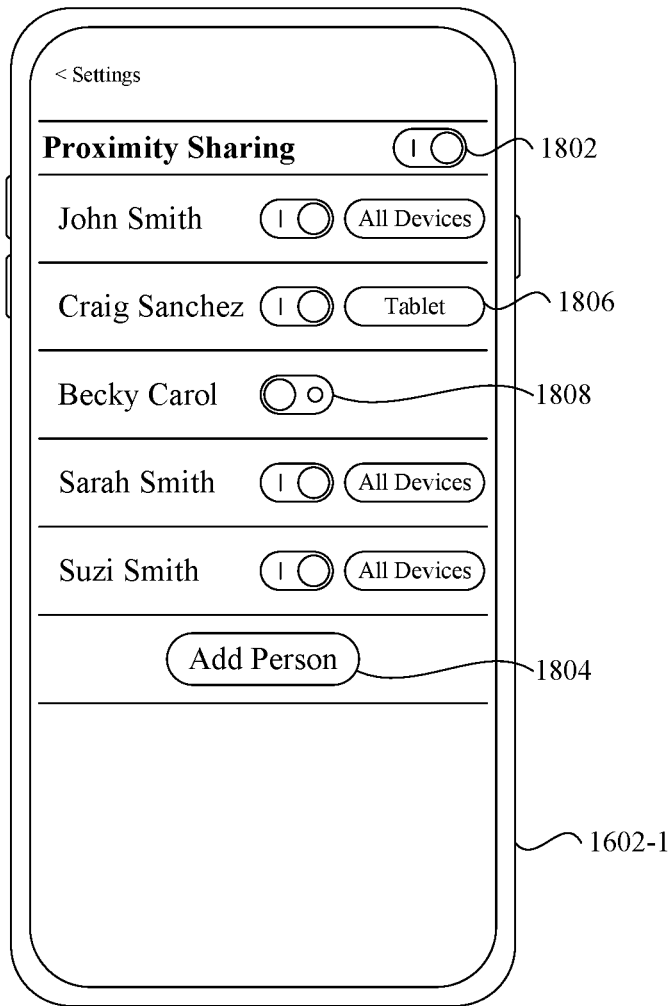 < Settings
Proximity Sharing 1802
John Smith All Devices
Craig Sanchez Tablet 1806
Becky Carol 1808
Sarah Smith All Devices
Suzi Smith All Devices
Add Person 1804
1602-1